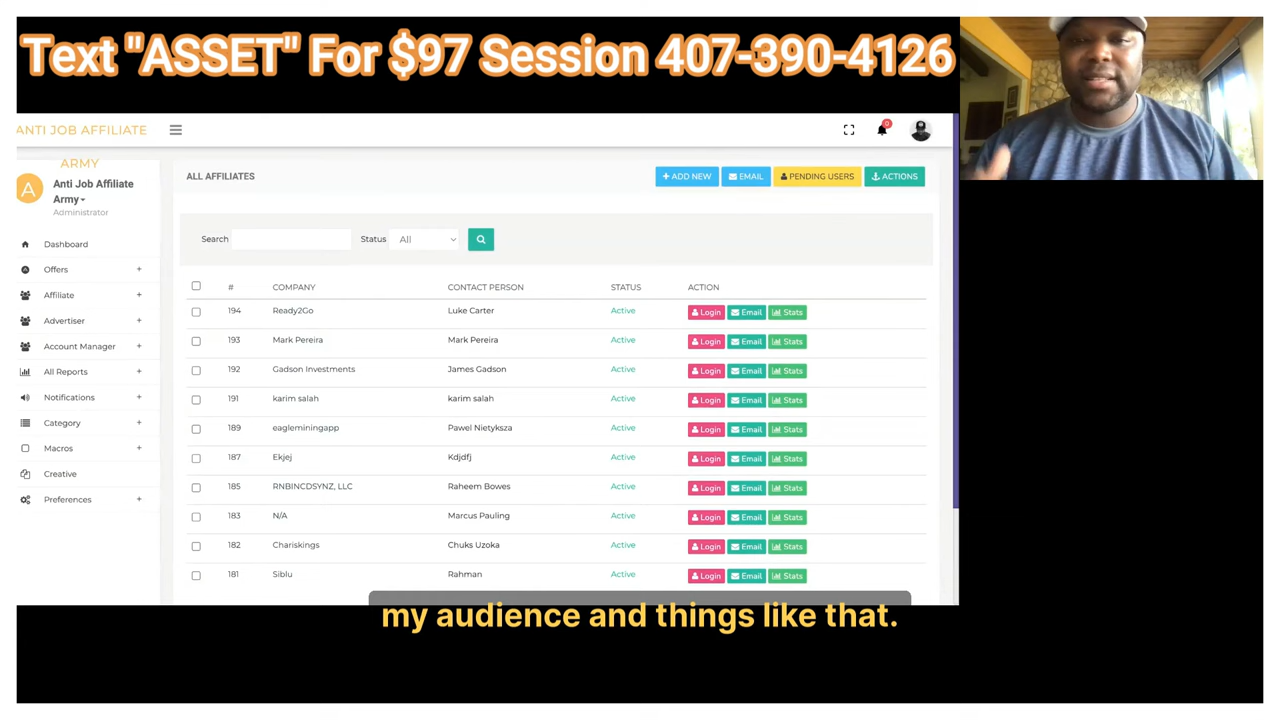 Text "ASSET" For $97 Session 407-390-4126
ANTI JOB AFFILIATE
ARMY
0
A
Anti Job Affiliate
Army
Administrator
Dashboard
Offers +
Affiliate +
Advertiser +
Account Manager +
All Reports +
Notifications +
Category +
Macros +
Creative
Preferences +
ALL AFFILIATES
+ ADD NEW EMAIL PENDING USERS ACTIONS
Search Status All
# COMPANY CONTACT PERSON STATUS ACTION
194 Ready2Go Luke Carter Active Login Email Stats
193 Mark Pereira Mark Pereira Active Login Email Stats
192 Gadson Investments James Gadson Active Login Email Stats
191 karim salah karim salah Active Login Email Stats
189 eagleminingapp Pawel Nietyksza Active Login Email Stats
187 Ekjej Kdjdfj Active Login Email Stats
185 RNBINCDSYNZ, LLC Raheem Bowes Active Login Email Stats
183 N/A Marcus Pauling Active Login Email Stats
182 Chariskings Chuks Uzoka Active Login Email Stats
181 Siblu Rahman Active Login Email Stats
my audience and things like that.